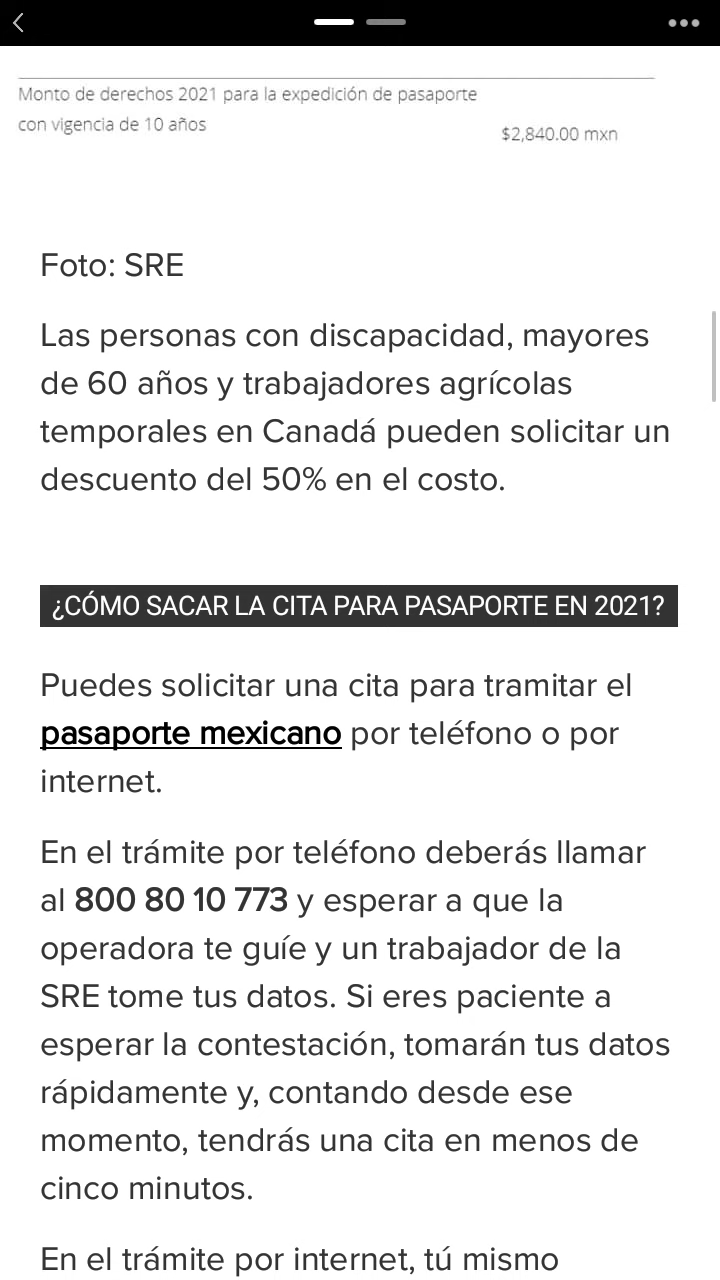 Monto de derechos 2021 para la expedición de pasaporte
con vigencia de 10 años
$2,840.00 mxn
Foto: SRE
Las personas con discapacidad, mayores
de 60 años y trabajadores agrícolas
temporales en Canadá pueden solicitar un
descuento del 50% en el costo.
¿CÓMO SACAR LA CITA PARA PASAPORTE EN 2021?
Puedes solicitar una cita para tramitar el
pasaporte mexicano por teléfono o por
internet.
En el trámite por teléfono deberás llamar
al 800 80 10 773 y esperar a que la
operadora te guíe y un trabajador de la
SRE tome tus datos. Si eres paciente a
esperar la contestación, tomarán tus datos
rápidamente y, contando desde ese
momento, tendrás una cita en menos de
cinco minutos.
En el trámite por internet, tú mismo